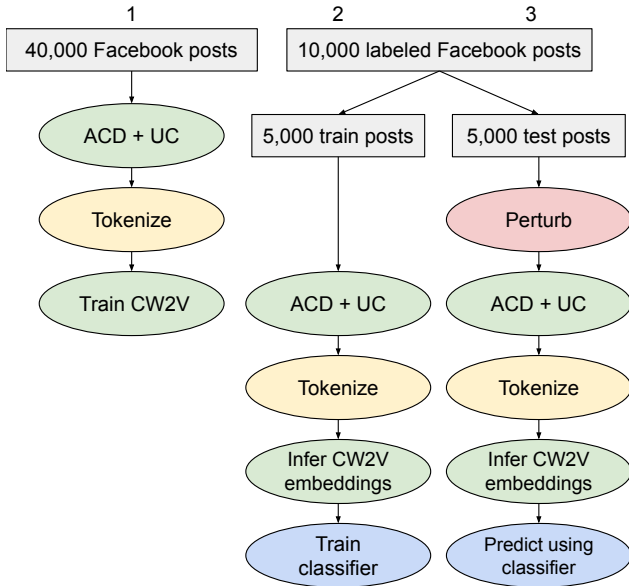 1
2
3
40,000 Facebook posts
10,000 labeled Facebook posts
ACD + UC
5,000 train posts
5,000 test posts
Tokenize
Perturb
Train CW2V
ACD + UC
ACD + UC
Tokenize
Tokenize
Infer CW2V
embeddings
Infer CW2V
embeddings
Train
classifier
Predict using
classifier